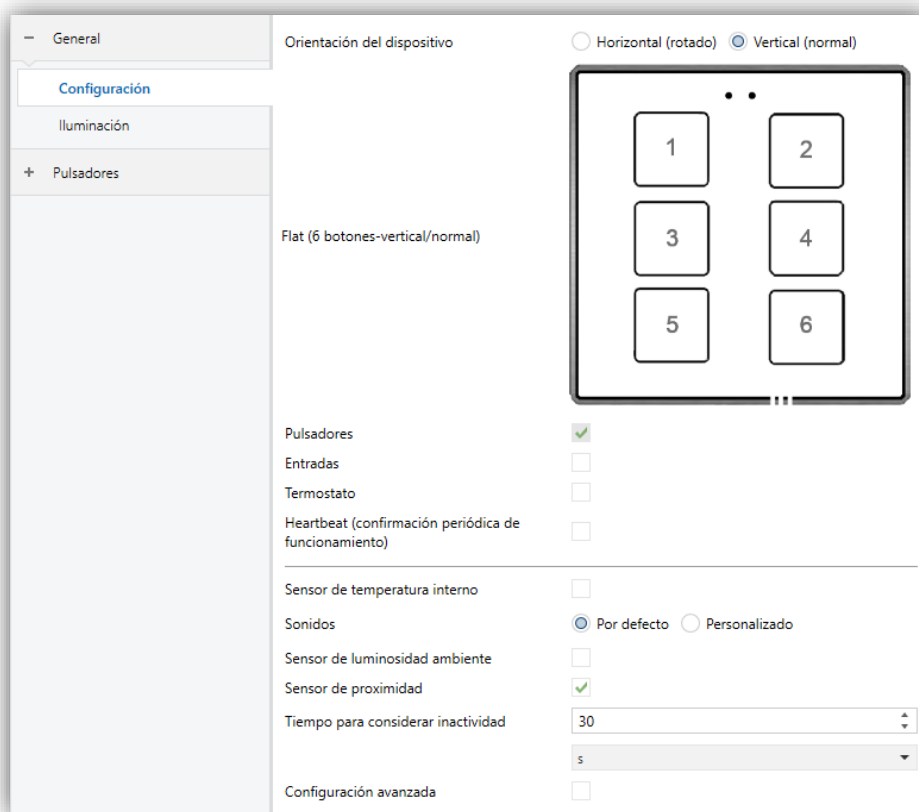 General
Configuración
Iluminación
Pulsadores
Orientación del dispositivo
Horizontal (rotado) Vertical (normal)
Flat (6 botones-vertical/normal)
1 2
3 4
5 6
Pulsadores
Entradas
Termostato
Heartbeat (confirmación periódica de
funcionamiento)
Sensor de temperatura interno
Sonidos
Por defecto Personalizado
Sensor de luminosidad ambiente
Sensor de proximidad
Tiempo para considerar inactividad
30
s
Configuración avanzada